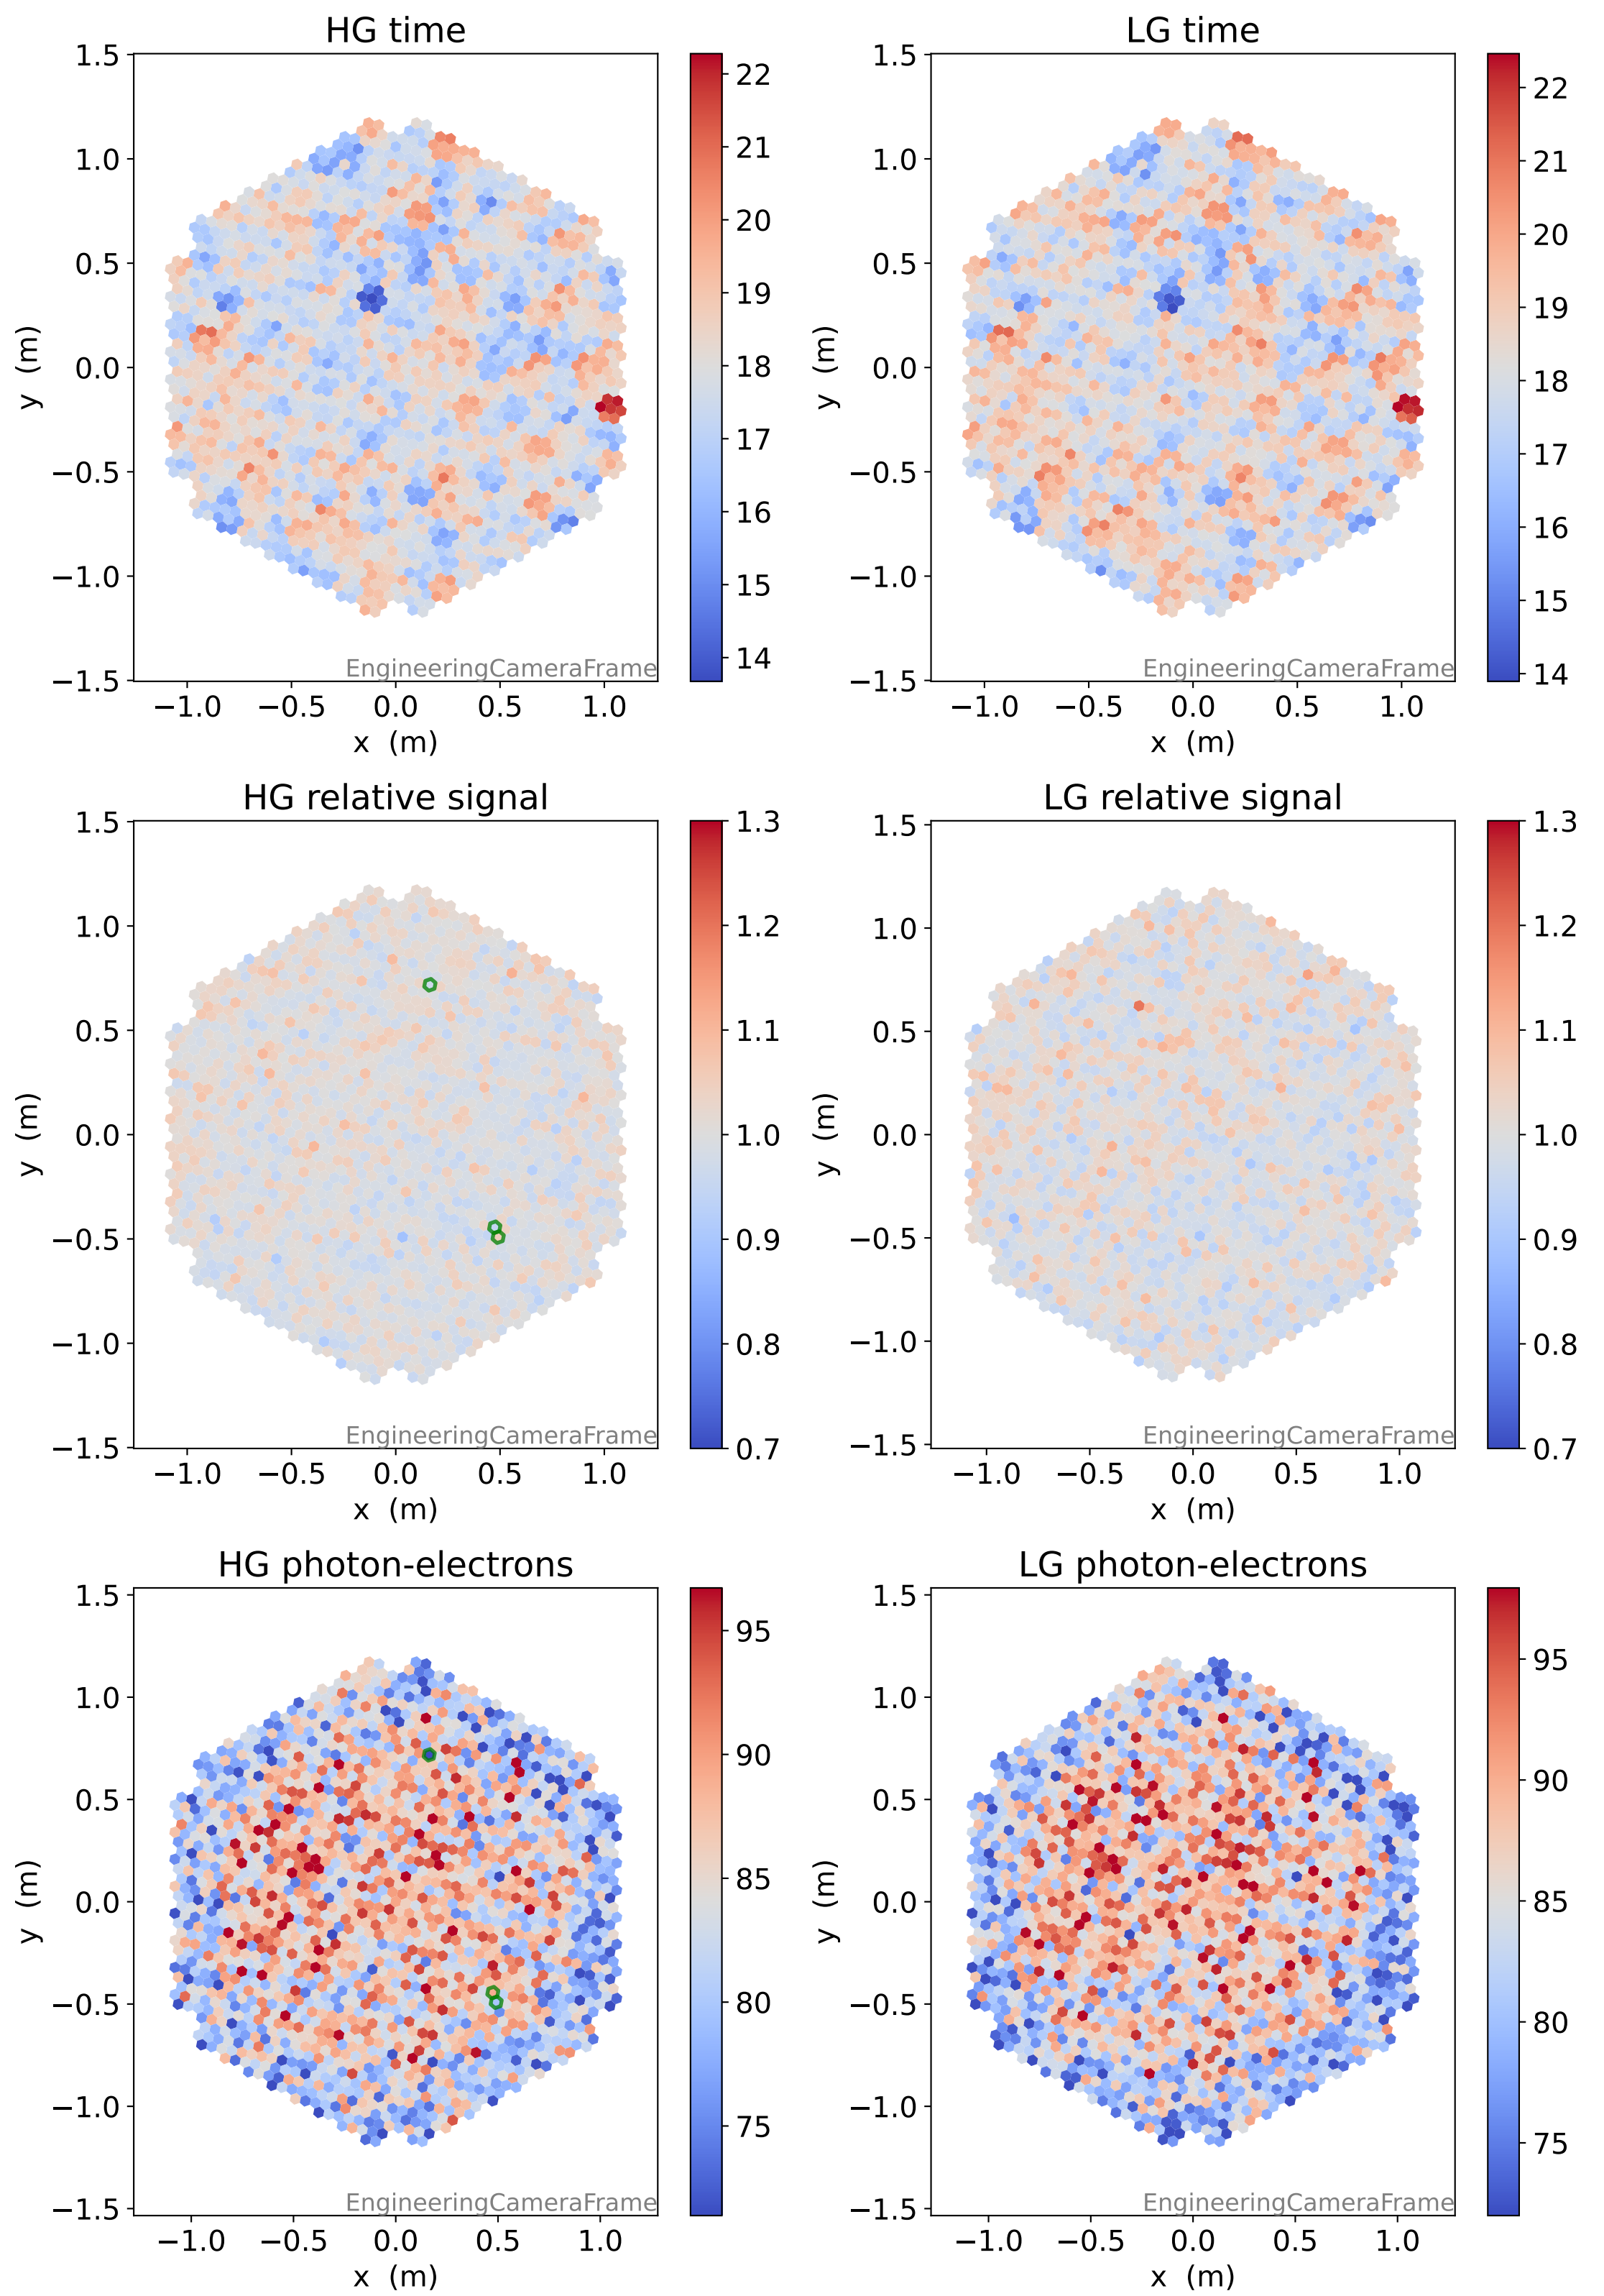 HG time
1.5
1.0
0.5
0.0
−0.5
−1.0
−1.5
y (m)
−1.0 −0.5 0.0 0.5 1.0
x (m)
EngineeringCameraFrame
22
21
20
19
18
17
16
15
14
LG time
1.5
1.0
0.5
0.0
−0.5
−1.0
−1.5
y (m)
−1.0 −0.5 0.0 0.5 1.0
x (m)
EngineeringCameraFrame
22
21
20
19
18
17
16
15
14
HG relative signal
1.5
1.0
0.5
0.0
−0.5
−1.0
−1.5
y (m)
−1.0 −0.5 0.0 0.5 1.0
x (m)
EngineeringCameraFrame
1.3
1.2
1.1
1.0
0.9
0.8
0.7
LG relative signal
1.5
1.0
0.5
0.0
−0.5
−1.0
−1.5
y (m)
−1.0 −0.5 0.0 0.5 1.0
x (m)
EngineeringCameraFrame
1.3
1.2
1.1
1.0
0.9
0.8
0.7
HG photon-electrons
1.5
1.0
0.5
0.0
−0.5
−1.0
−1.5
y (m)
−1.0 −0.5 0.0 0.5 1.0
x (m)
EngineeringCameraFrame
95
90
85
80
75
LG photon-electrons
1.5
1.0
0.5
0.0
−0.5
−1.0
−1.5
y (m)
−1.0 −0.5 0.0 0.5 1.0
x (m)
EngineeringCameraFrame
95
90
85
80
75